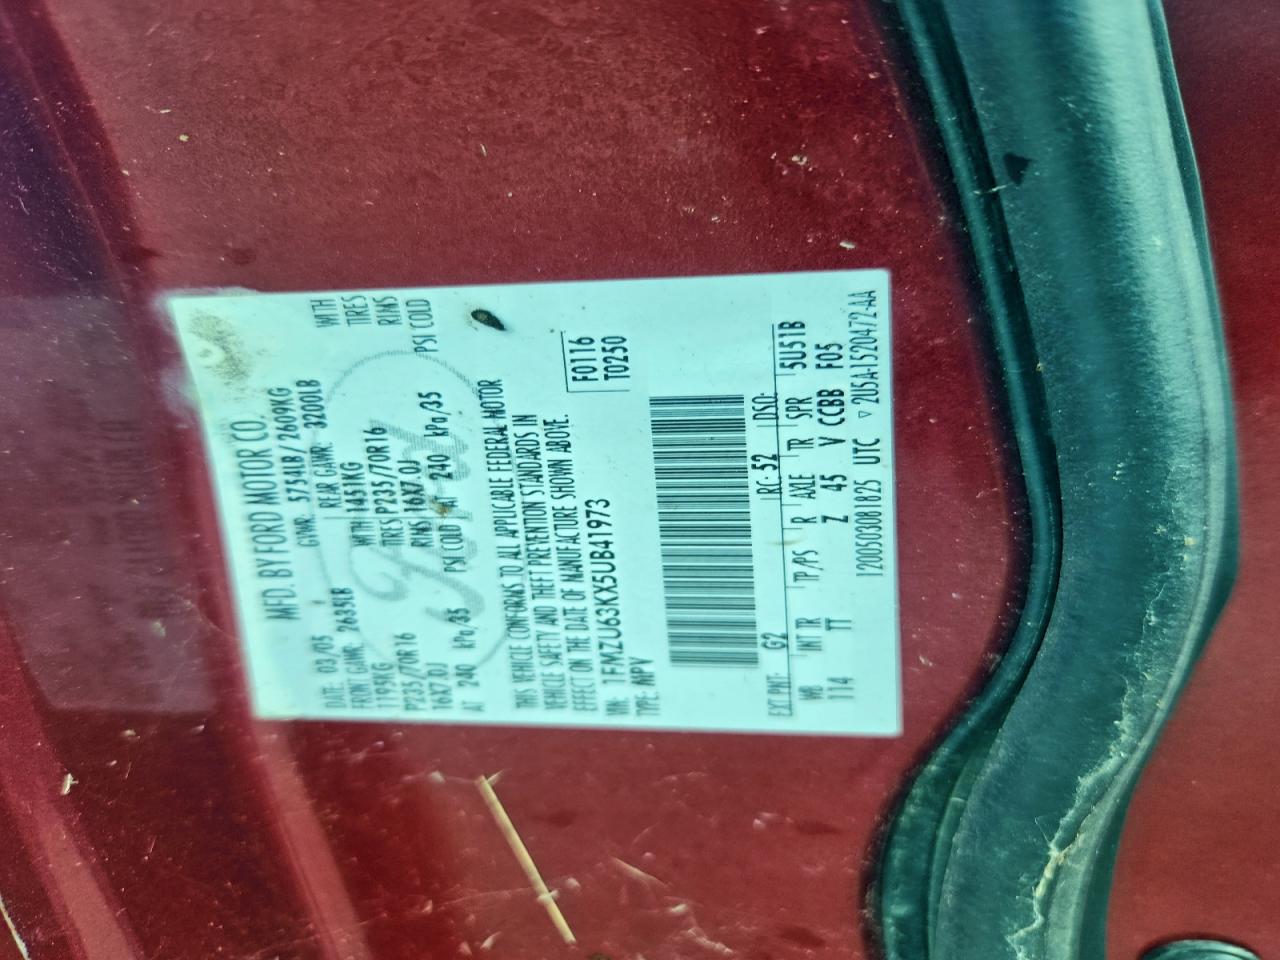 MFD. BY FORD MOTOR CO.
DATE: 03/05 GVWR: 5754LB/2609KG
FRONT GAWR: 2635LB REAR GAWR: 3200LB
1195KG WITH 1451KG WITH
P235/70R16 TIRES P235/70R16 TIRES
16X7.0J RIMS 16X7.0J RIMS
AT 240 kPa/35 PSI COLD AT 240 kPa/35 PSI COLD
THIS VEHICLE CONFORMS TO ALL APPLICABLE FEDERAL MOTOR
VEHICLE SAFETY AND THEFT PREVENTION STANDARDS IN
EFFECT ON THE DATE OF MANUFACTURE SHOWN ABOVE.
VIN: 1FMZU63KX5UB41973 F0116
TYPE: MPV T0250
EXT PNT: G2 RC: 52 DSO:
WB INT TR TP/PS R AXLE TR SPR 5U51B
114 TT Z 45 V CCBB F05
1200503081825 UTC ▽ 2U5A-1520472-AA